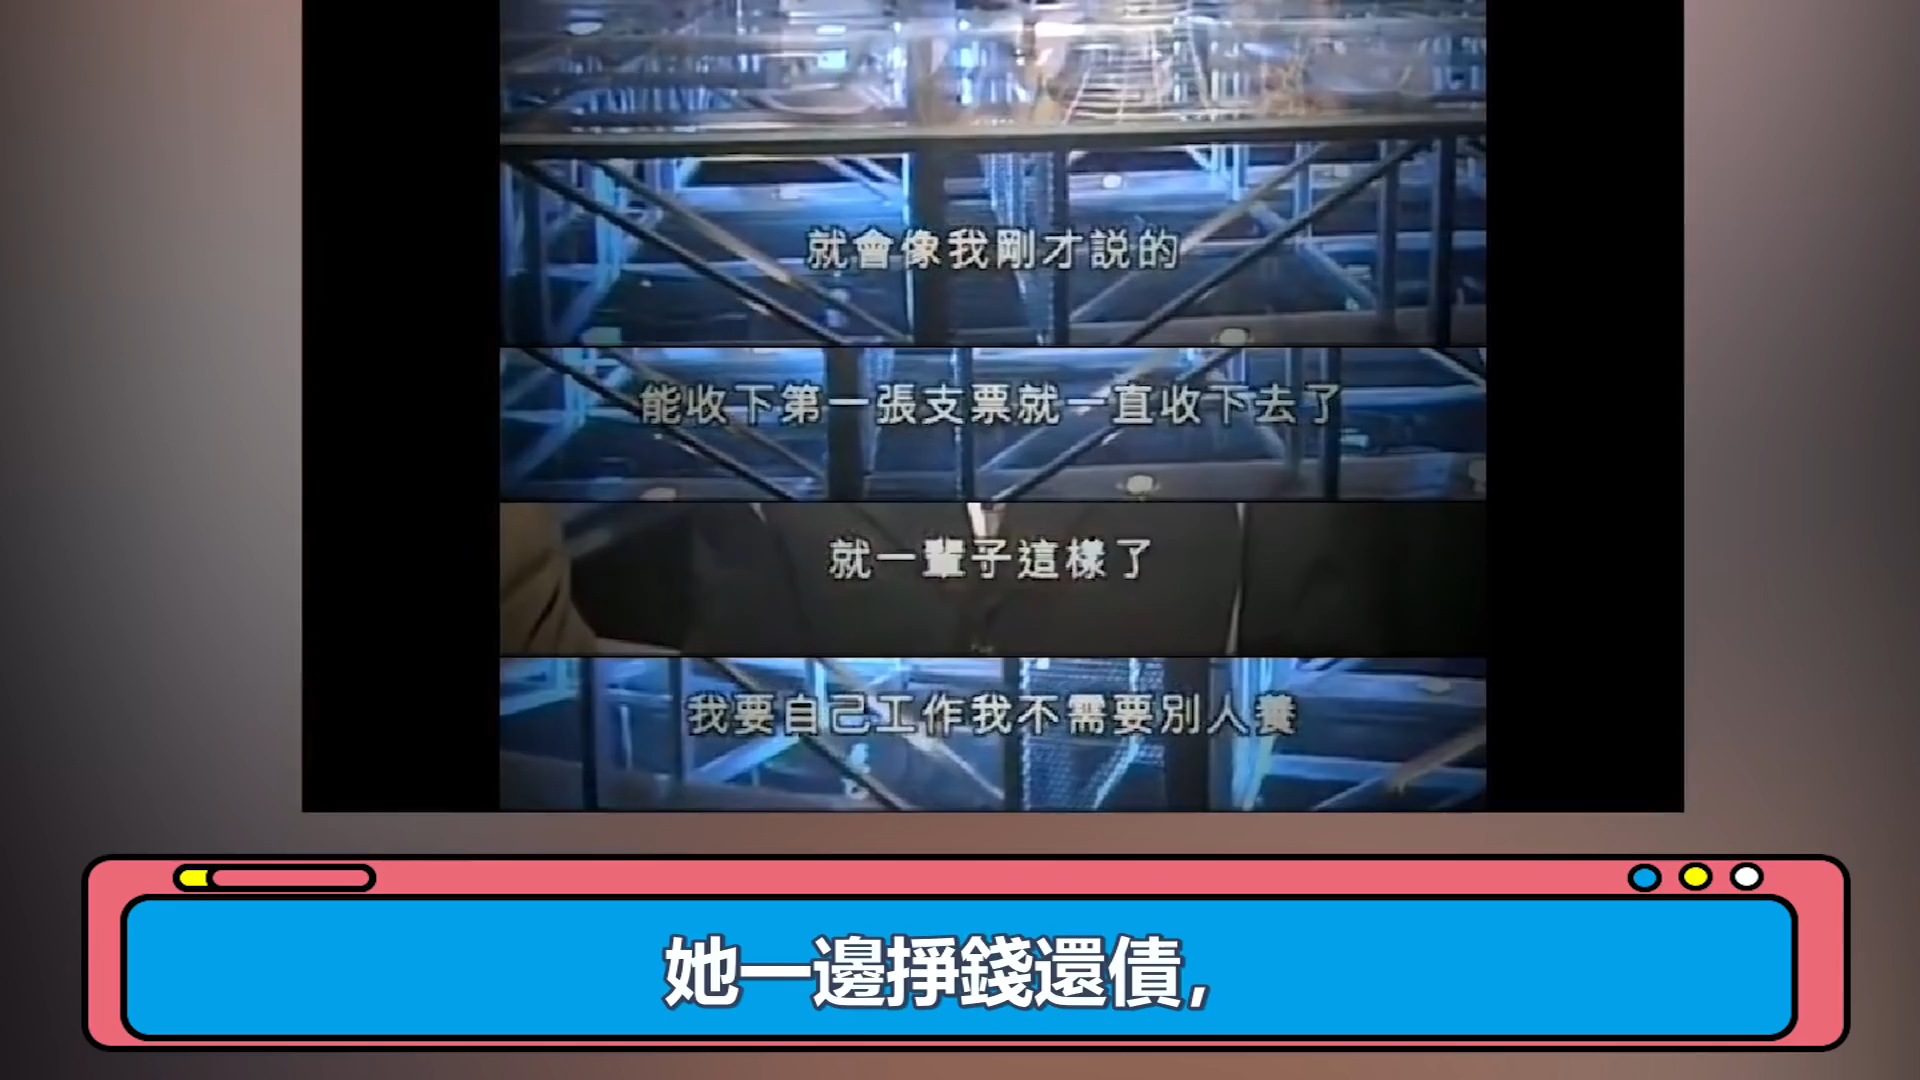 就會像我剛才説的
能收下第一張支票就一直收下去了
就一輩子這樣了
我要自己工作我不需要別人養
她一邊掙錢還債,